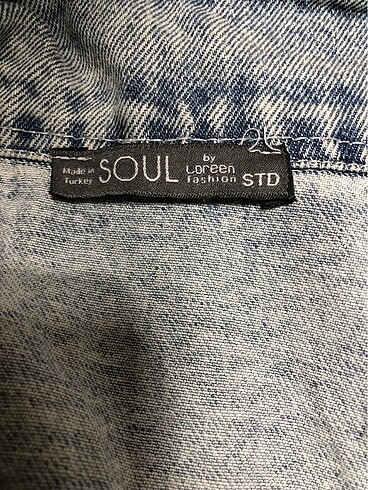 Made in
Turkey
SOUL
by
Loreen
fashion
STD